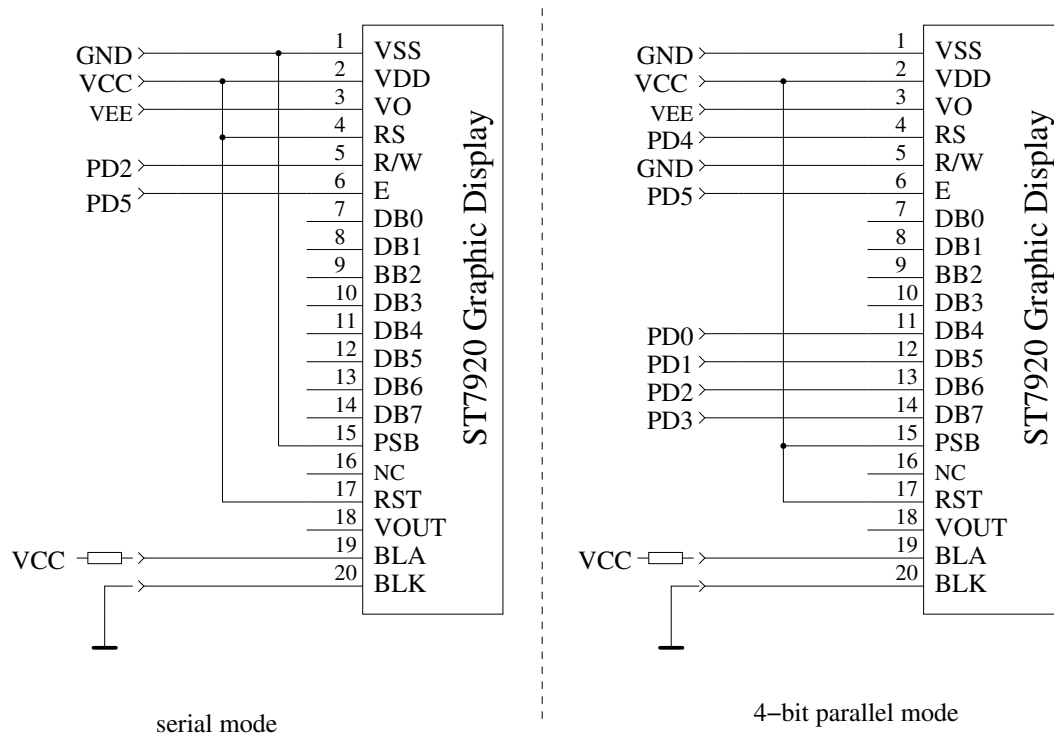 GND 1 VSS
VCC 2 VDD
VEE 3 VO
4 RS
PD2 5 R/W
PD5 6 E
7 DB0
8 DB1
9 BB2
10 DB3
11 DB4
12 DB5
13 DB6
14 DB7
15 PSB
16 NC
17 RST
18 VOUT
VCC 19 BLA
20 BLK
ST7920 Graphic Display
serial mode
GND 1 VSS
VCC 2 VDD
VEE 3 VO
PD4 4 RS
GND 5 R/W
PD5 6 E
7 DB0
8 DB1
9 BB2
10 DB3
PD0 11 DB4
PD1 12 DB5
PD2 13 DB6
PD3 14 DB7
15 PSB
16 NC
17 RST
18 VOUT
VCC 19 BLA
20 BLK
ST7920 Graphic Display
4−bit parallel mode